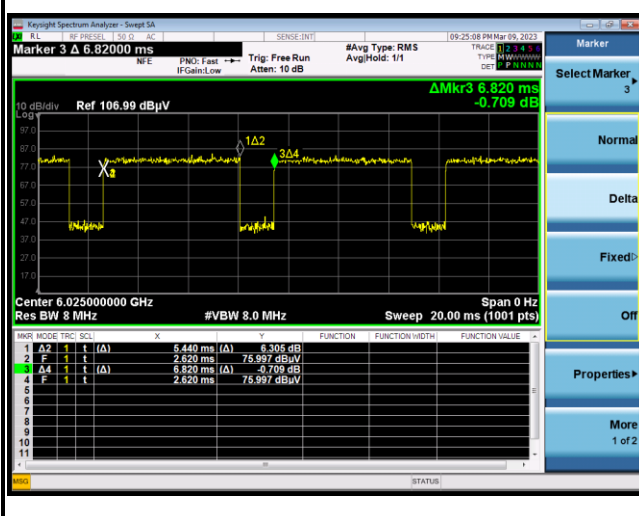 Keysight Spectrum Analyzer - Swept SA
RL RF PRESEL 50 Ω AC SENSE:INT 09:25:08 PM Mar 09, 2023
Marker 3 Δ 6.82000 ms
NFE PNO: Fast Trig: Free Run #Avg Type: RMS TRACE 1 2 3 4 5 6
IFGain:Low Atten: 10 dB Avg|Hold: 1/1 TYPE MWWWWW
DET P P N N N N
ΔMkr3 6.820 ms
-0.709 dB
10 dB/div Ref 106.99 dBµV
Log
97.0
87.0
77.0
67.0
57.0
47.0
37.0
27.0
17.0
1Δ2
3Δ4
Center 6.025000000 GHz Span 0 Hz
Res BW 8 MHz #VBW 8.0 MHz Sweep 20.00 ms (1001 pts)
MKR MODE TRC SCL X Y FUNCTION FUNCTION WIDTH FUNCTION VALUE
1 Δ2 1 t (Δ) 5.440 ms (Δ) 6.305 dB
2 F 1 t 2.620 ms 75.997 dBµV
3 Δ4 1 t (Δ) 6.820 ms (Δ) -0.709 dB
4 F 1 t 2.620 ms 75.997 dBµV
5
6
7
8
9
10
11
MSG STATUS
Marker
Select Marker
3
Normal
Delta
Fixed
Off
Properties
More
1 of 2